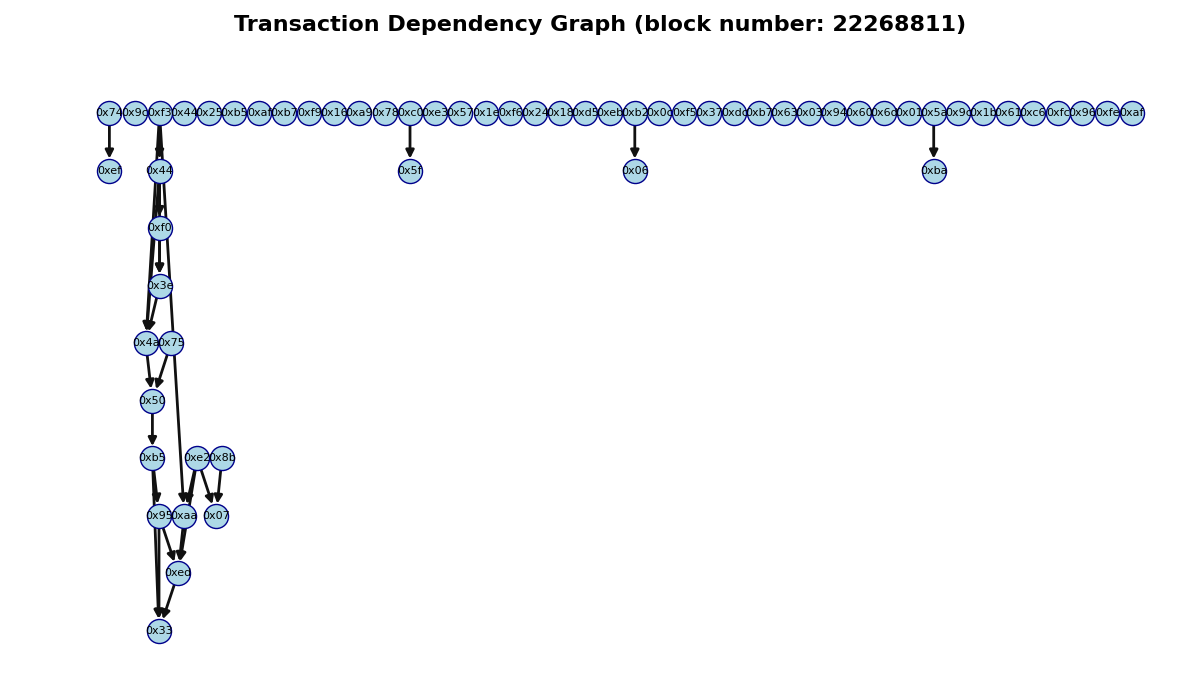 Transaction Dependency Graph (block number: 22268811)
0x74 0x9c 0xf3 0x44 0x25 0xb5 0xaf 0xb7 0xf9 0x16 0xa9 0x78 0xc0 0xe3 0x57 0x1e 0xf6 0x24 0x18 0xd5 0xeb 0xb2 0x0c 0xf5 0x37 0xdc 0xb7 0x63 0x03 0x94 0x60 0x6c 0x01 0x5a 0x9c 0x1b 0x61 0xc6 0xfc 0x96 0xfe 0xaf
0xef 0x44 0x5f 0x06 0xba
0xf0
0x3e
0x4a 0x75
0x50
0xb5 0xe2 0x8b
0x95 0xaa 0x07
0xed
0x33